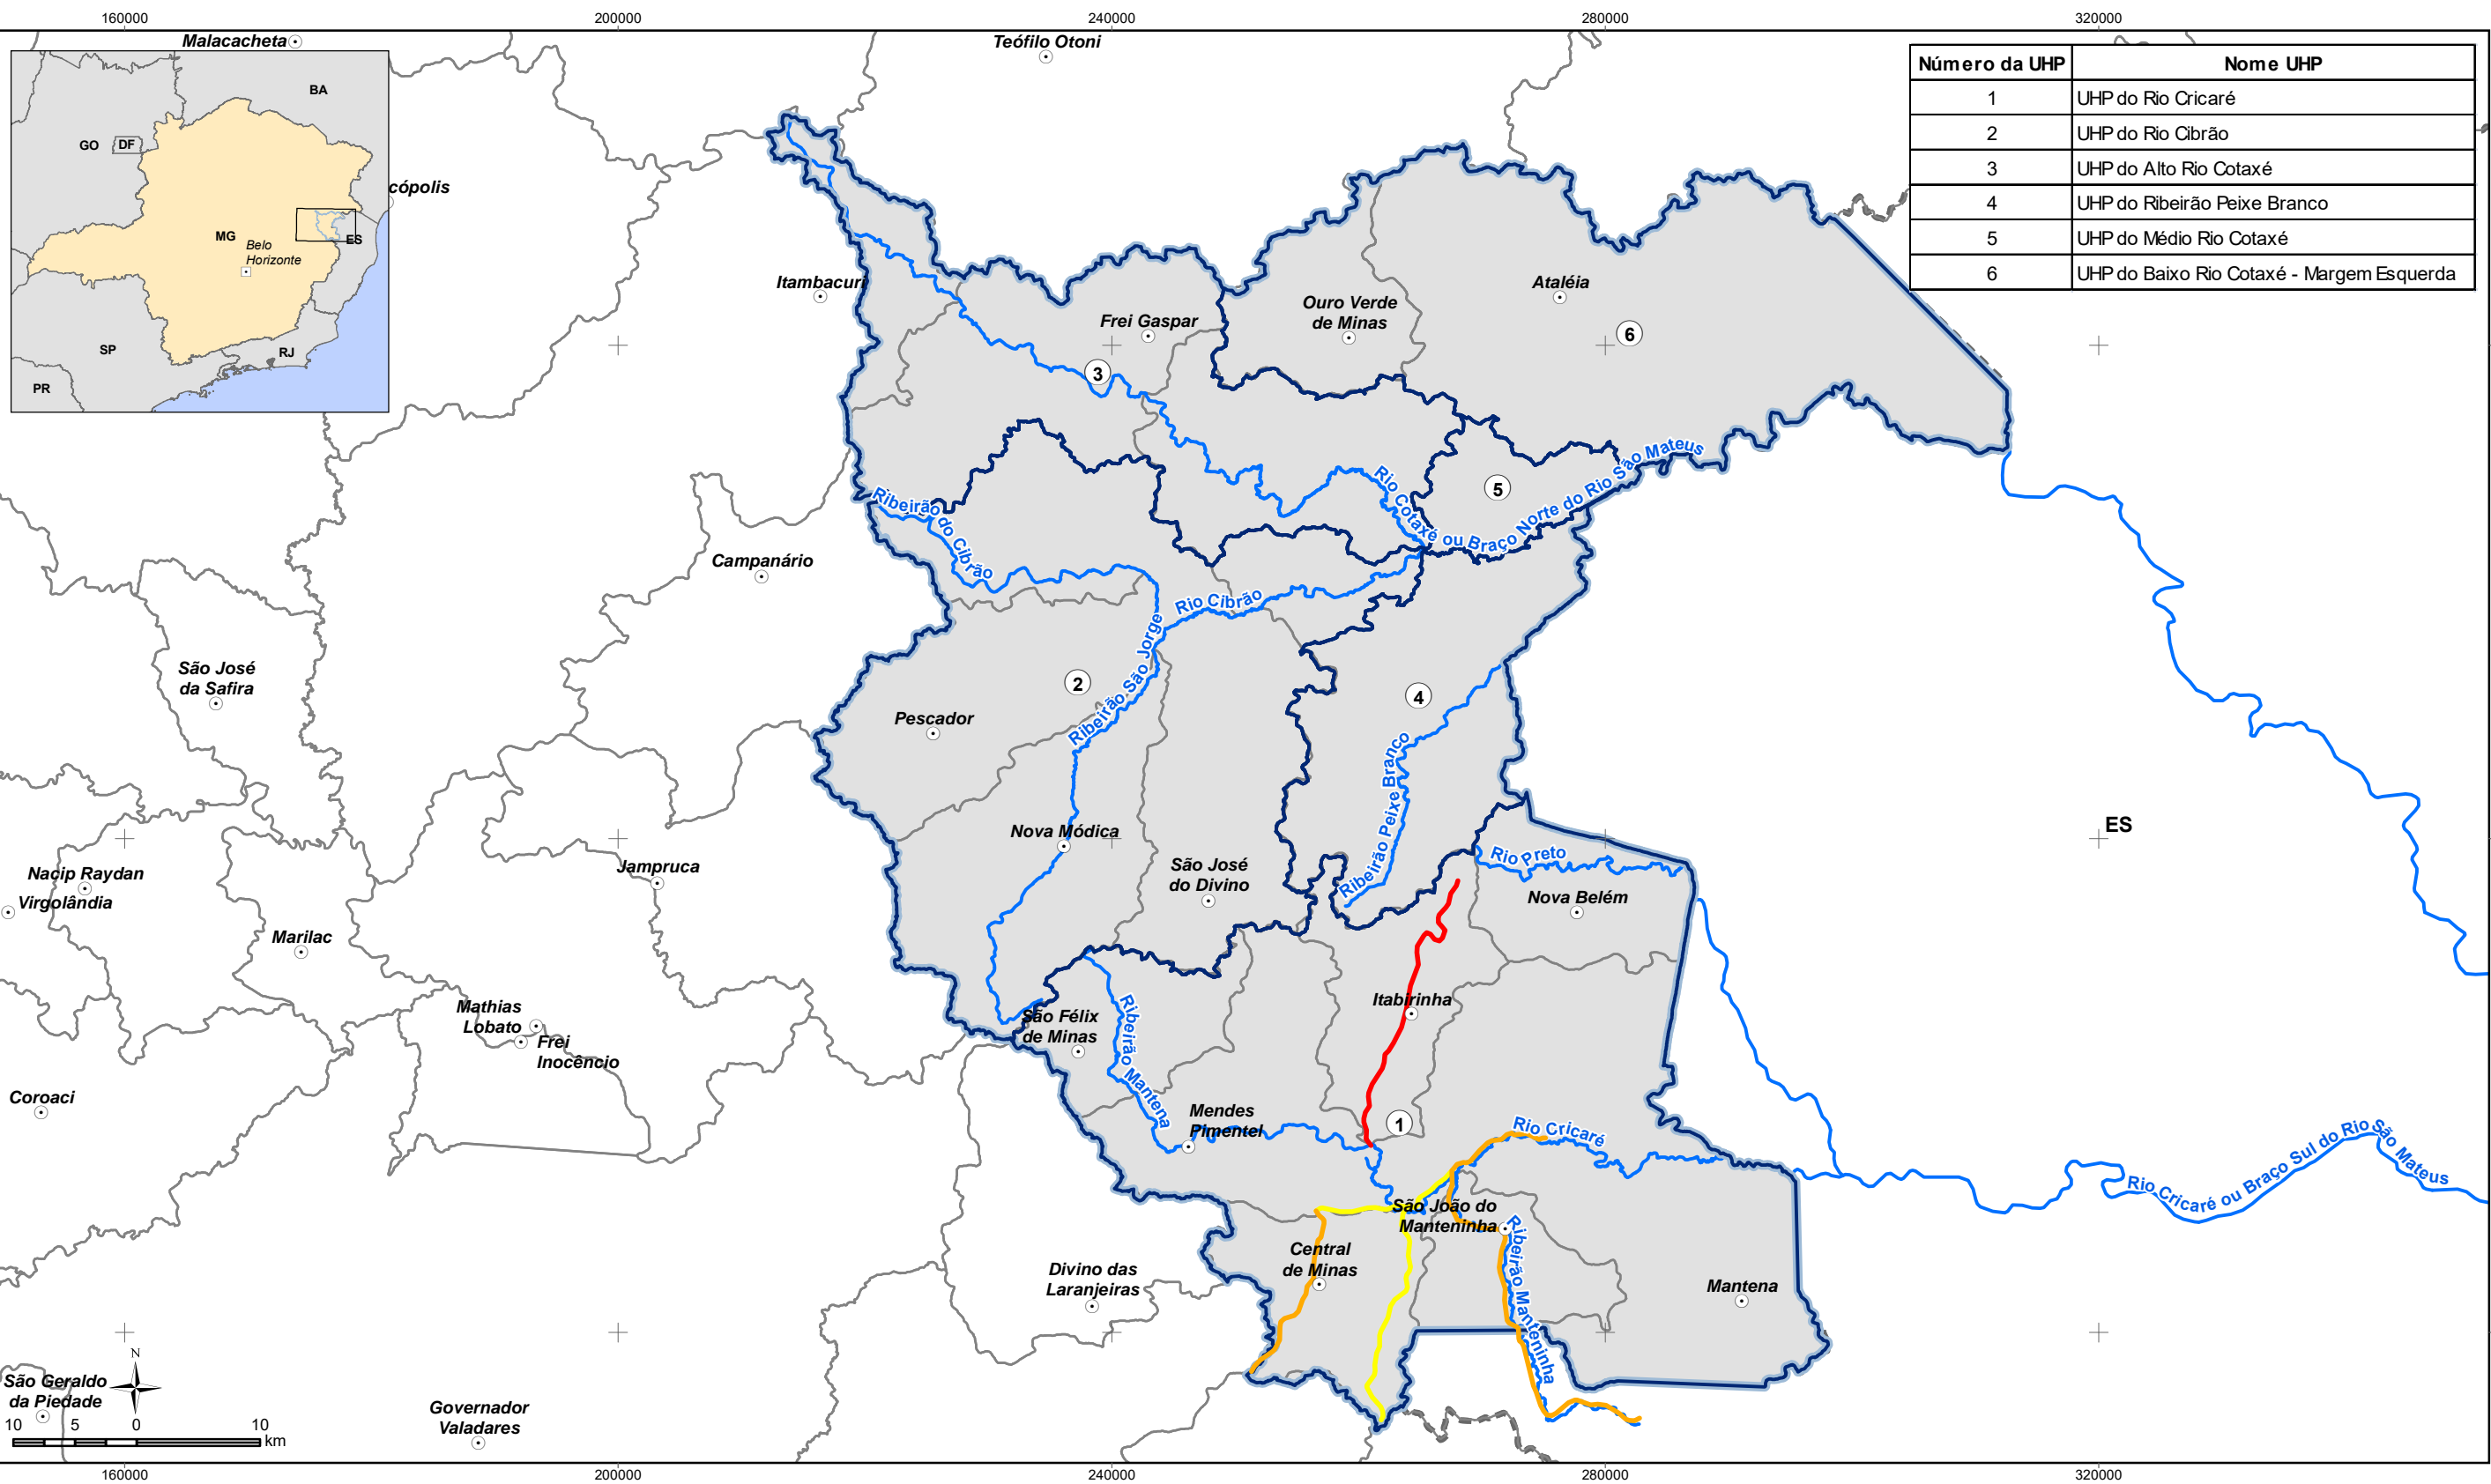 160000
200000
240000
280000
320000
Malacacheta
Teófilo Otoni
Número da UHP Nome UHP
1 UHP do Rio Cricaré
2 UHP do Rio Cibrão
3 UHP do Alto Rio Cotaxé
4 UHP do Ribeirão Peixe Branco
5 UHP do Médio Rio Cotaxé
6 UHP do Baixo Rio Cotaxé - Margem Esquerda
BA
GO
DF
MG
Belo
Horizonte
ES
SP
RJ
PR
cópolis
Itambacuri
Frei Gaspar
Ouro Verde
de Minas
Ataléia
6
3
5
Rio Cotaxé ou Braço Norte do Rio São Mateus
Ribeirão do Cibrão
Campanário
Rio Cibrão
Ribeirão São Jorge
São José
da Safira
2
4
Pescador
Ribeirão Peixe Branco
Nova Módica
ES
Rio Preto
São José
do Divino
Jampruca
Nova Belém
Nacip Raydan
Virgolândia
Marilac
Itabirinha
Mathias
Lobato
Frei
Inocêncio
São Félix
de Minas
Ribeirão Mantena
Coroaci
Mendes
Pimentel
1
Rio Cricaré
Rio Cricaré ou Braço Sul do Rio São Mateus
São João do
Manteninha
Ribeirão Manteninha
Central
de Minas
Divino das
Laranjeiras
Mantena
N
São Geraldo
da Piedade
Governador
Valadares
10 5 0 10
km
160000
200000
240000
280000
320000